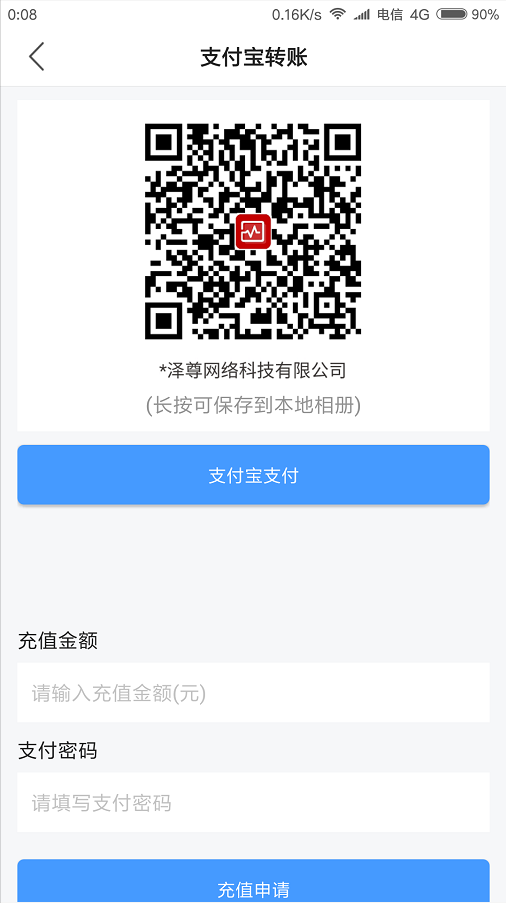 0:08 0.16K/s 电信 4G 90%
支付宝转账
*泽尊网络科技有限公司
(长按可保存到本地相册)
支付宝支付
充值金额
请输入充值金额(元)
支付密码
请填写支付密码
充值申请